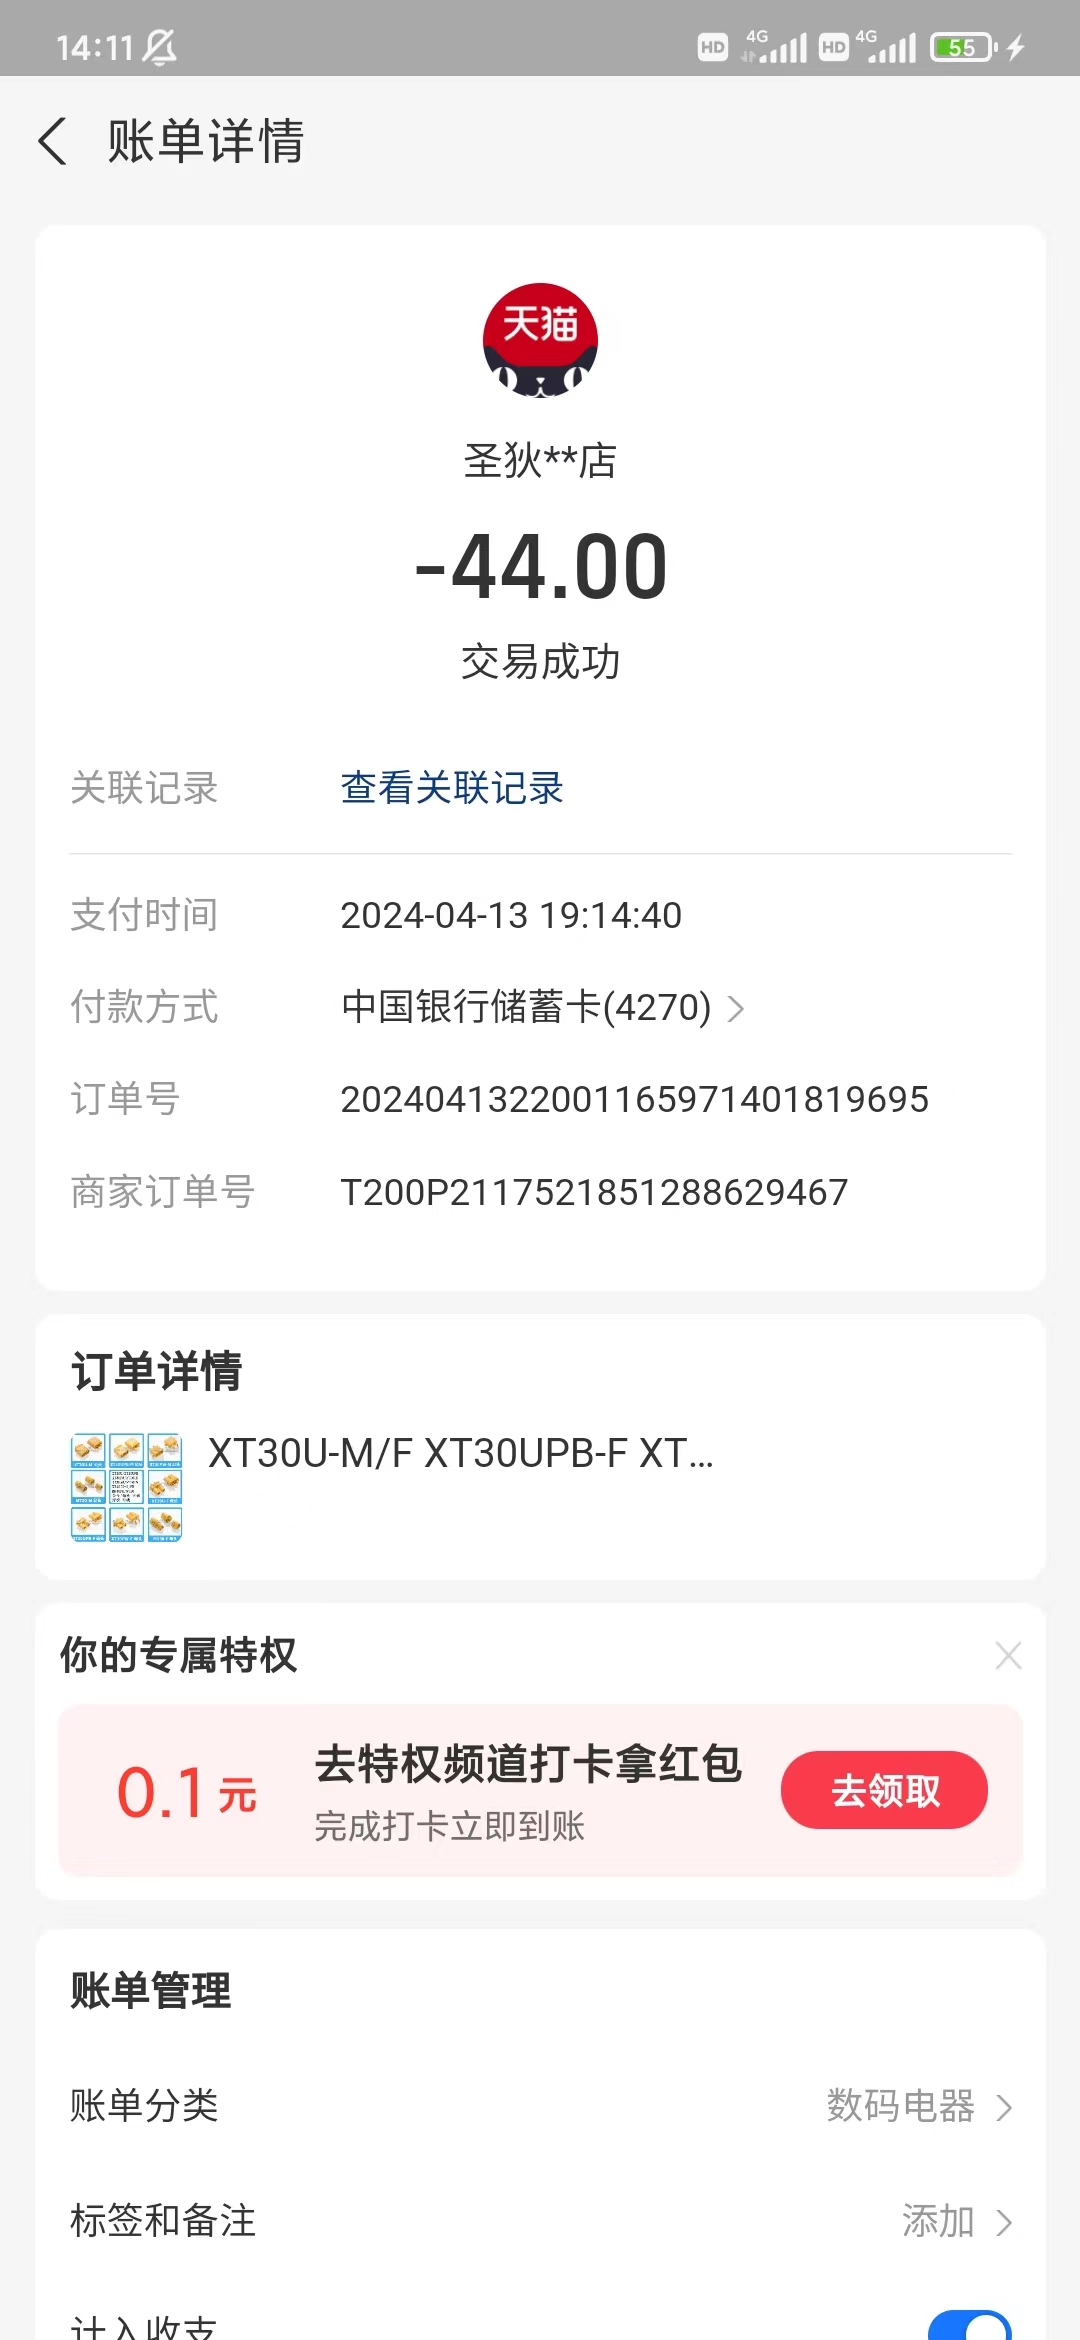 14:11
HD 4G HD 4G 55
账单详情
天猫
圣狄**店
-44.00
交易成功
关联记录 查看关联记录
支付时间 2024-04-13 19:14:40
付款方式 中国银行储蓄卡(4270)
订单号 2024041322001165971401819695
商家订单号 T200P2117521851288629467
订单详情
XT30U-M/F XT30UPB-F XT...
你的专属特权
0.1元
去特权频道打卡拿红包
完成打卡立即到账
去领取
账单管理
账单分类 数码电器
标签和备注 添加
计入收支